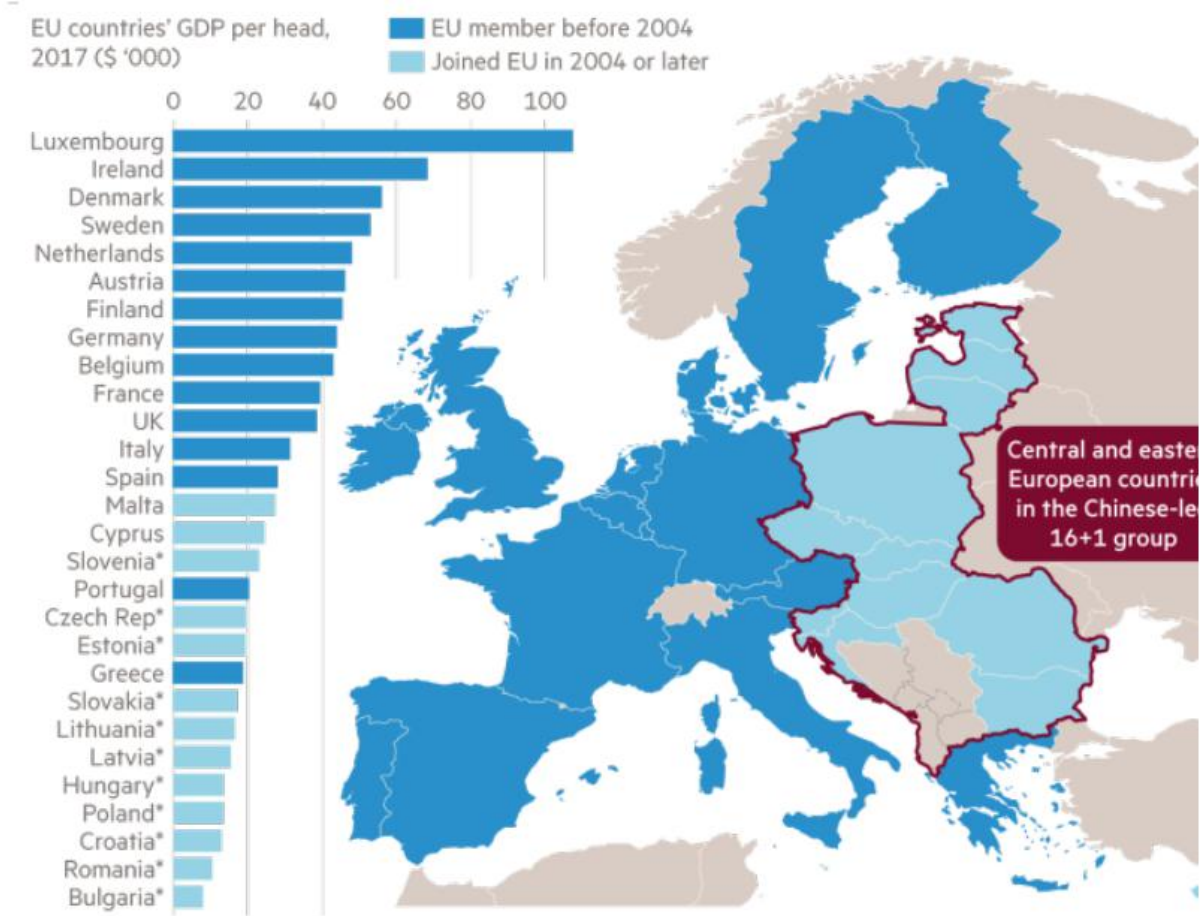 EU countries' GDP per head,
2017 ($ '000)
EU member before 2004
Joined EU in 2004 or later
0 20 40 60 80 100
Luxembourg
Ireland
Denmark
Sweden
Netherlands
Austria
Finland
Germany
Belgium
France
UK
Italy
Spain
Malta
Cyprus
Slovenia*
Portugal
Czech Rep*
Estonia*
Greece
Slovakia*
Lithuania*
Latvia*
Hungary*
Poland*
Croatia*
Romania*
Bulgaria*
Central and easte
European countrie
in the Chinese-le
16+1 group